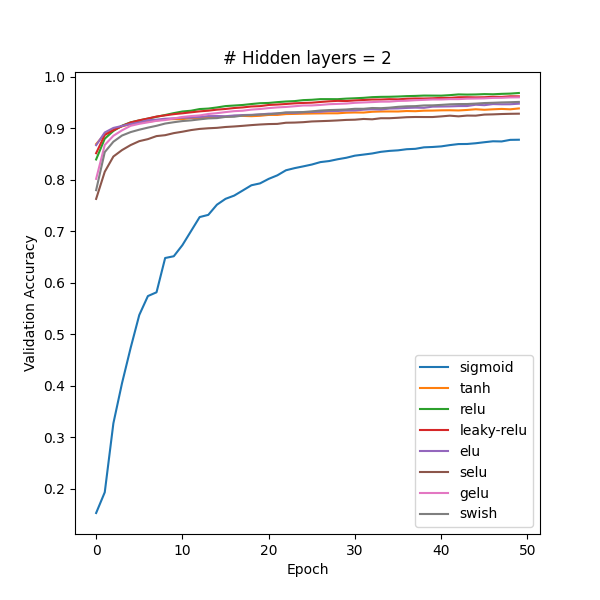 # Hidden layers = 2
1.0
0.9
0.8
0.7
0.6
0.5
0.4
0.3
0.2
Validation Accuracy
0 10 20 30 40 50
Epoch
sigmoid
tanh
relu
leaky-relu
elu
selu
gelu
swish